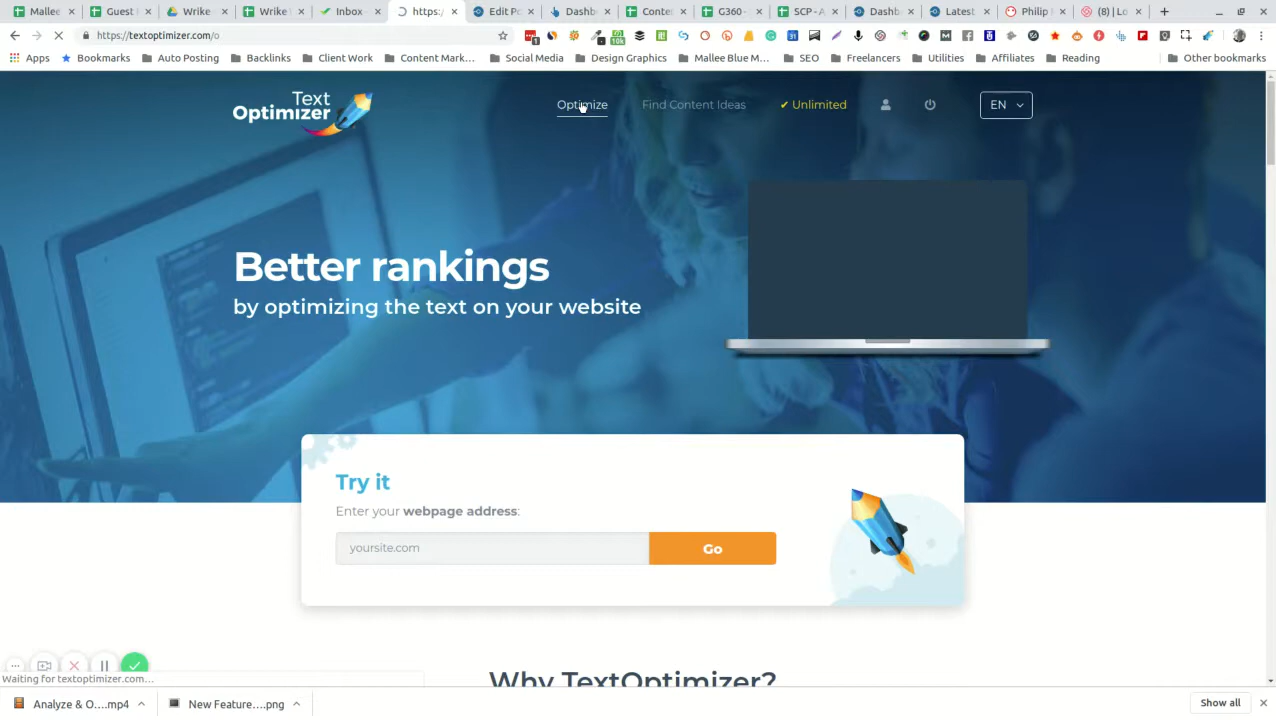 Mallee
Guest
Wrike
Wrike
Inbox
https:/
Edit Po
Dashb
Conte
G360 -
SCP - A
Dashb
Latest
Philip
(8) | Lo
https://textoptimizer.com/o
Apps
Bookmarks
Auto Posting
Backlinks
Client Work
Content Mark...
Social Media
Design Graphics
Mallee Blue M...
SEO
Freelancers
Utilities
Affiliates
Reading
Other bookmarks
Text
Optimizer
Optimize
Find Content Ideas
✔ Unlimited
EN
Better rankings
by optimizing the text on your website
Try it
Enter your webpage address:
yoursite.com
Go
Why TextOptimizer?
Waiting for textoptimizer.com...
Analyze & O....mp4
New Feature....png
Show all